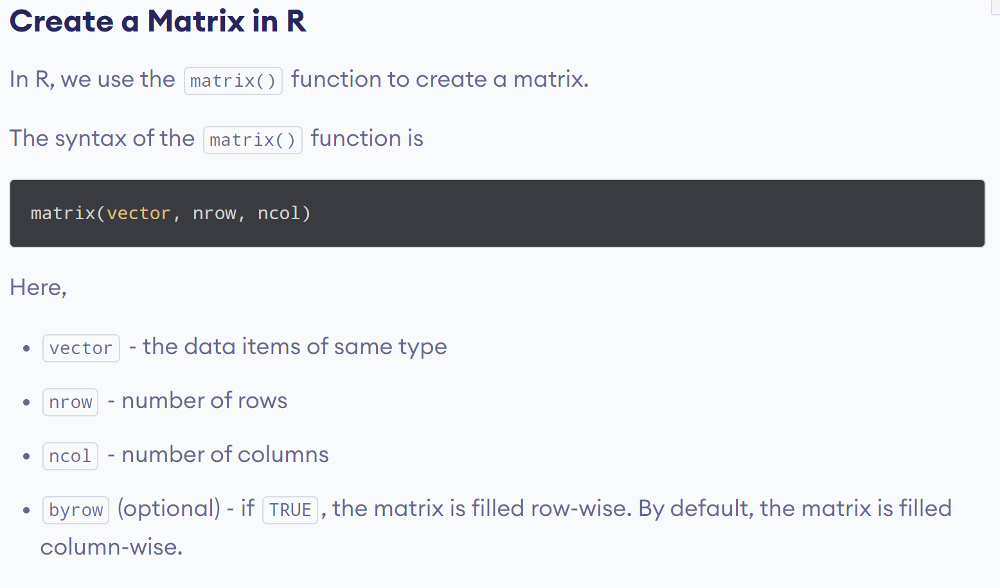 Create a Matrix in R
In R, we use the matrix() function to create a matrix.
The syntax of the matrix() function is
matrix(vector, nrow, ncol)
Here,
• vector - the data items of same type
• nrow - number of rows
• ncol - number of columns
• byrow (optional) - if TRUE, the matrix is filled row-wise. By default, the matrix is filled
column-wise.